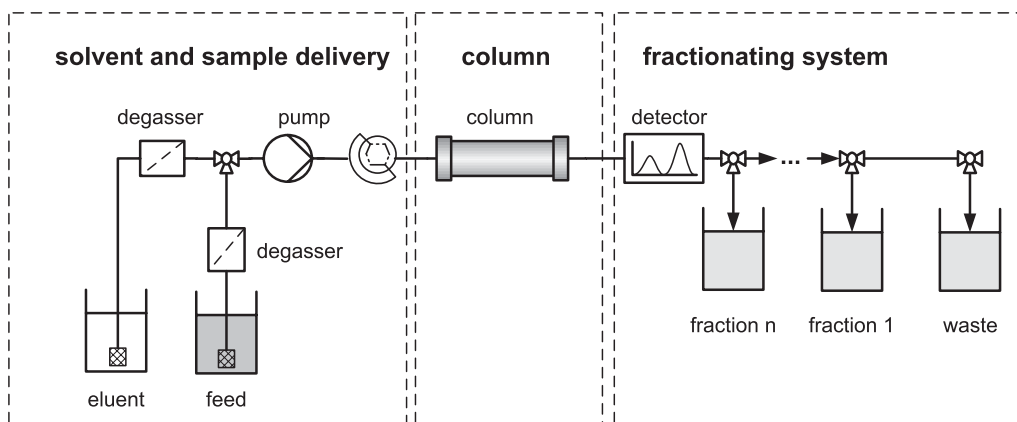 solvent and sample delivery
column
fractionating system
degasser
pump
column
detector
...
degasser
fraction n
fraction 1
waste
eluent
feed